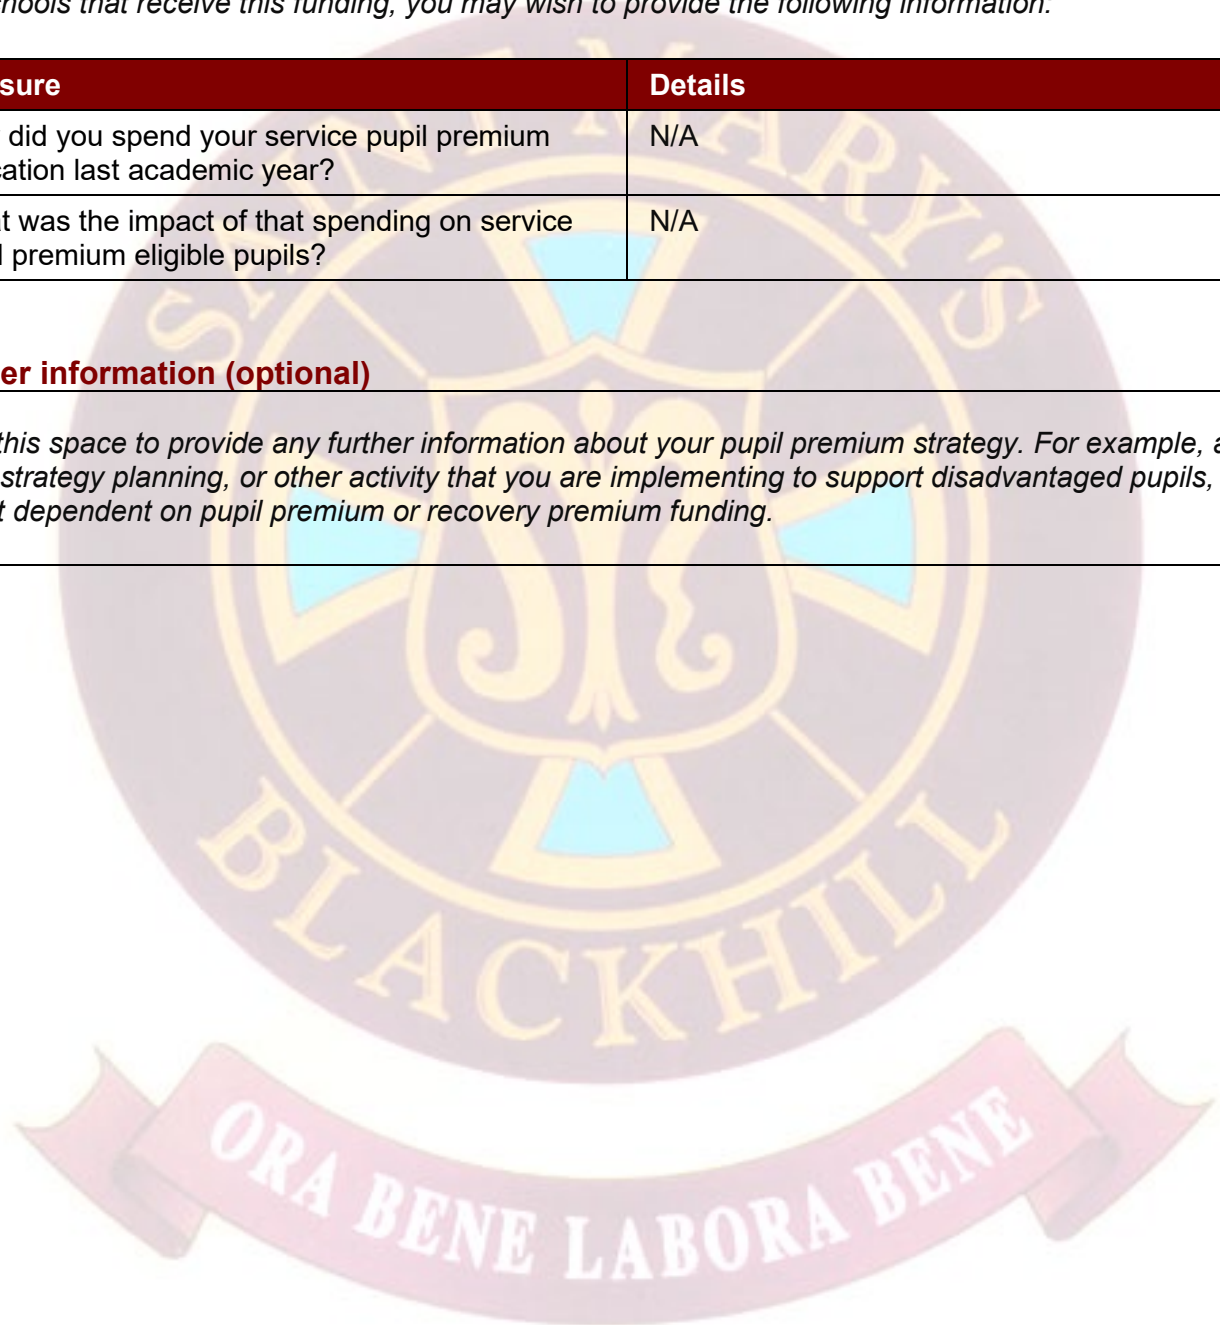 hools that receive this funding, you may wish to provide the following information:
sure Details
did you spend your service pupil premium N/A
cation last academic year?
t was the impact of that spending on service N/A
l premium eligible pupils?
er information (optional)
this space to provide any further information about your pupil premium strategy. For example, a
strategy planning, or other activity that you are implementing to support disadvantaged pupils,
t dependent on pupil premium or recovery premium funding.
SAINT MARY'S
BLACKHILL
ORA BENE LABORA BENE